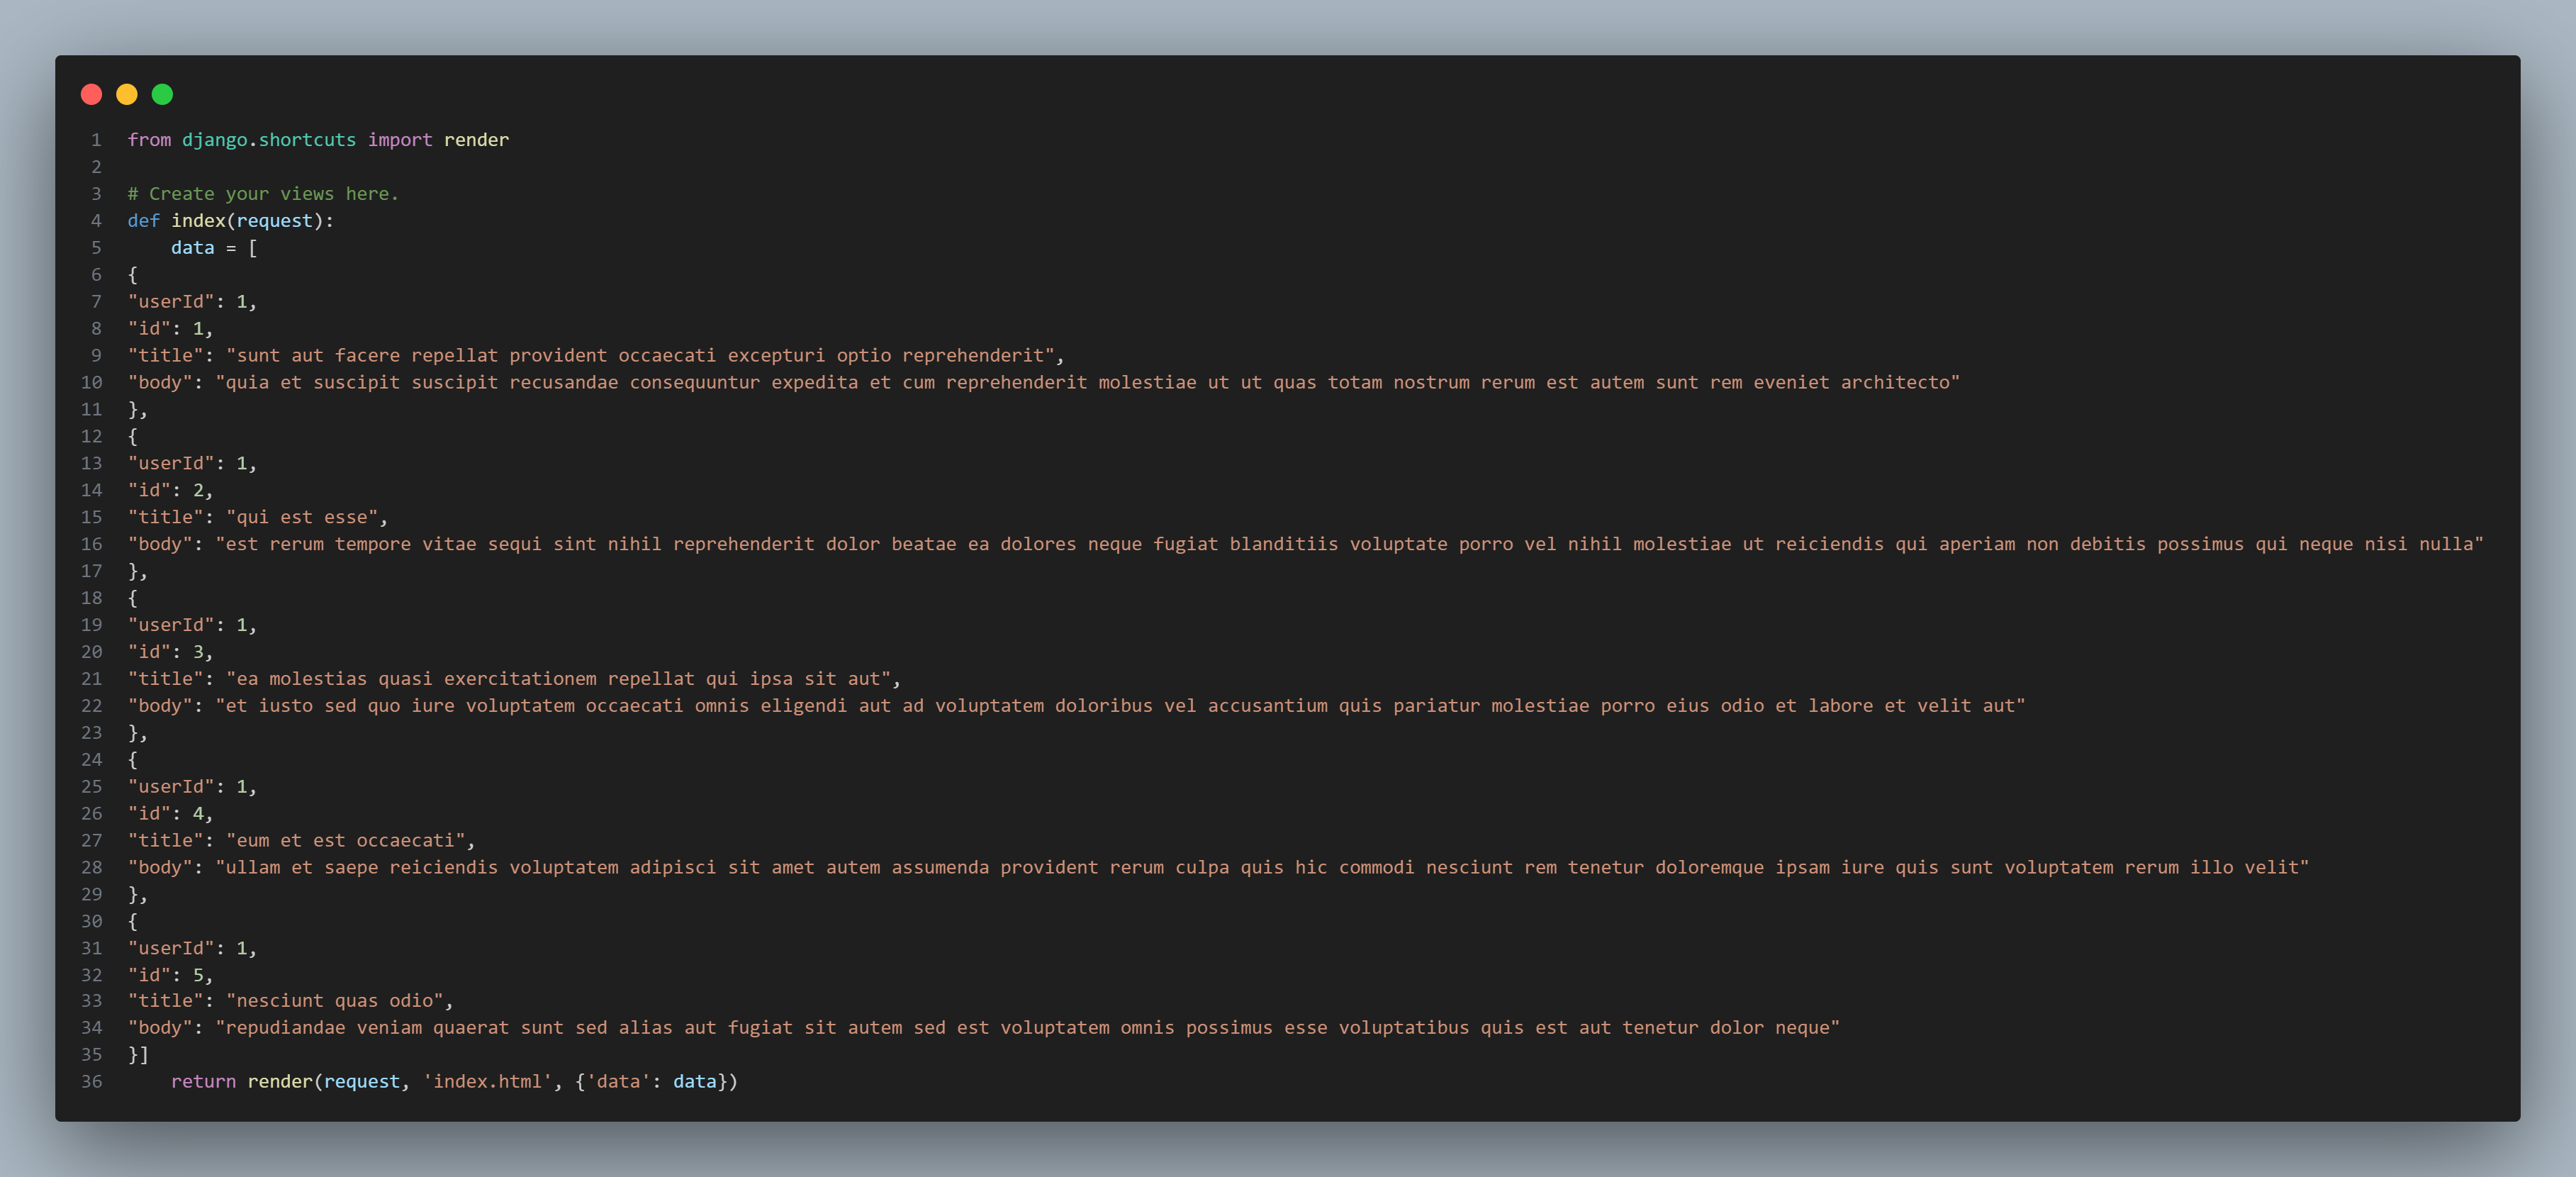 1 from django.shortcuts import render
2
3 # Create your views here.
4 def index(request):
5     data = [
6 {
7 "userId": 1,
8 "id": 1,
9 "title": "sunt aut facere repellat provident occaecati excepturi optio reprehenderit",
10 "body": "quia et suscipit suscipit recusandae consequuntur expedita et cum reprehenderit molestiae ut ut quas totam nostrum rerum est autem sunt rem eveniet architecto"
11 },
12 {
13 "userId": 1,
14 "id": 2,
15 "title": "qui est esse",
16 "body": "est rerum tempore vitae sequi sint nihil reprehenderit dolor beatae ea dolores neque fugiat blanditiis voluptate porro vel nihil molestiae ut reiciendis qui aperiam non debitis possimus qui neque nisi nulla"
17 },
18 {
19 "userId": 1,
20 "id": 3,
21 "title": "ea molestias quasi exercitationem repellat qui ipsa sit aut",
22 "body": "et iusto sed quo iure voluptatem occaecati omnis eligendi aut ad voluptatem doloribus vel accusantium quis pariatur molestiae porro eius odio et labore et velit aut"
23 },
24 {
25 "userId": 1,
26 "id": 4,
27 "title": "eum et est occaecati",
28 "body": "ullam et saepe reiciendis voluptatem adipisci sit amet autem assumenda provident rerum culpa quis hic commodi nesciunt rem tenetur doloremque ipsam iure quis sunt voluptatem rerum illo velit"
29 },
30 {
31 "userId": 1,
32 "id": 5,
33 "title": "nesciunt quas odio",
34 "body": "repudiandae veniam quaerat sunt sed alias aut fugiat sit autem sed est voluptatem omnis possimus esse voluptatibus quis est aut tenetur dolor neque"
35 }]
36     return render(request, 'index.html', {'data': data})